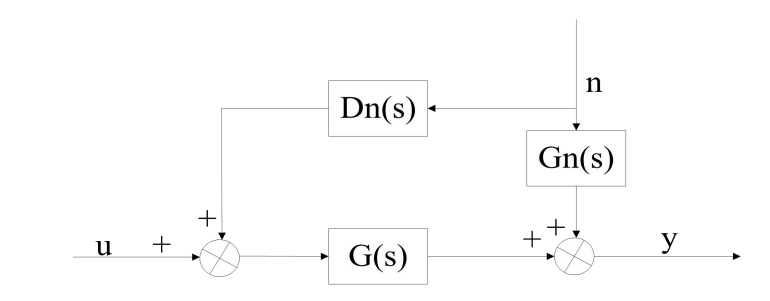 n
Dn(s)
Gn(s)
+
u +
G(s)
+ +
y